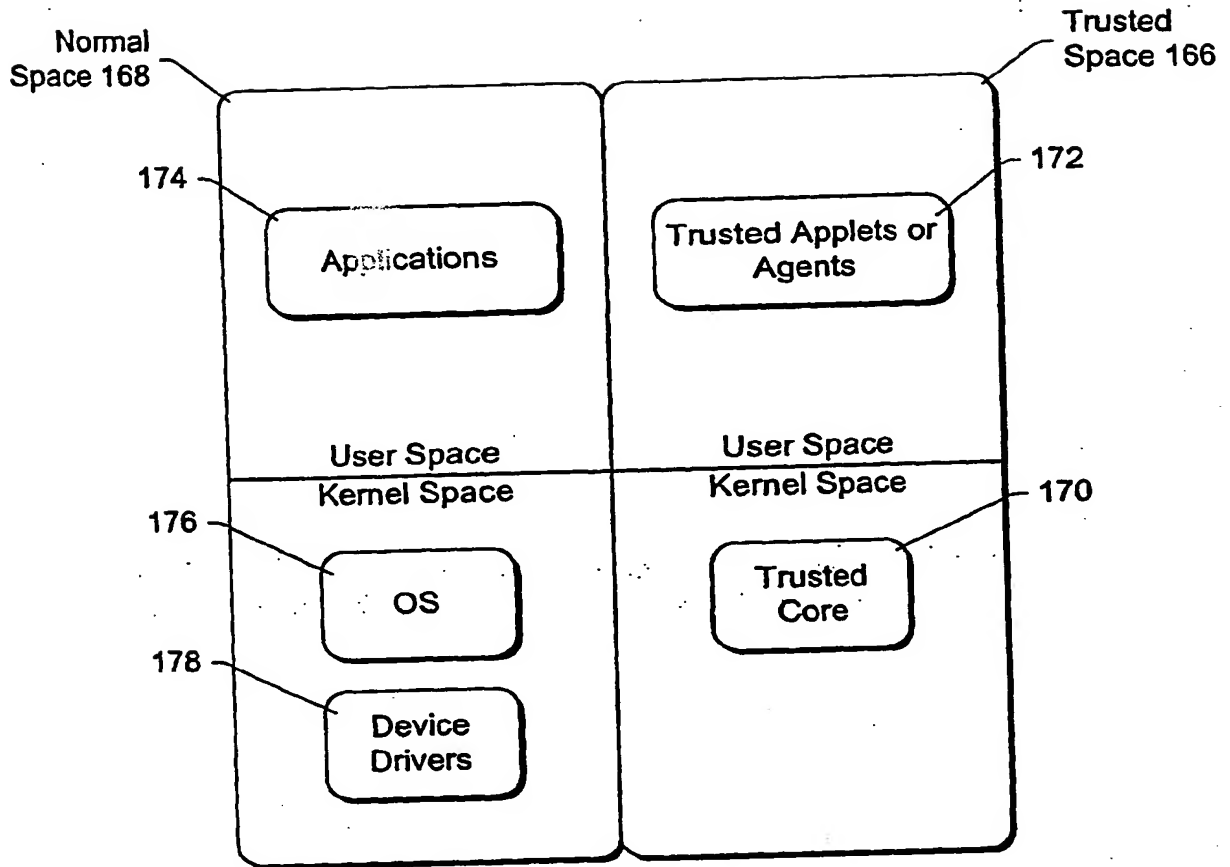 Normal
Space 168
Trusted
Space 166
174
172
Applications
Trusted Applets or
Agents
User Space
User Space
Kernel Space
Kernel Space
176
170
OS
Trusted
Core
178
Device
Drivers